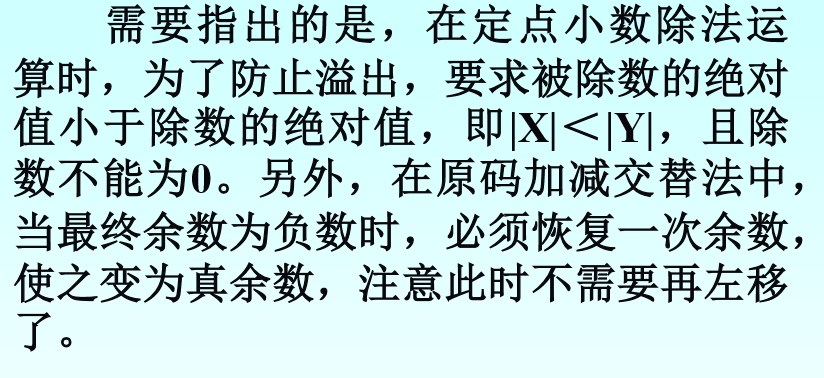 需要指出的是，在定点小数除法运
算时，为了防止溢出，要求被除数的绝对
值小于除数的绝对值，即|X|＜|Y|，且除
数不能为0。另外，在原码加减交替法中，
当最终余数为负数时，必须恢复一次余数，
使之变为真余数，注意此时不需要再左移
了。